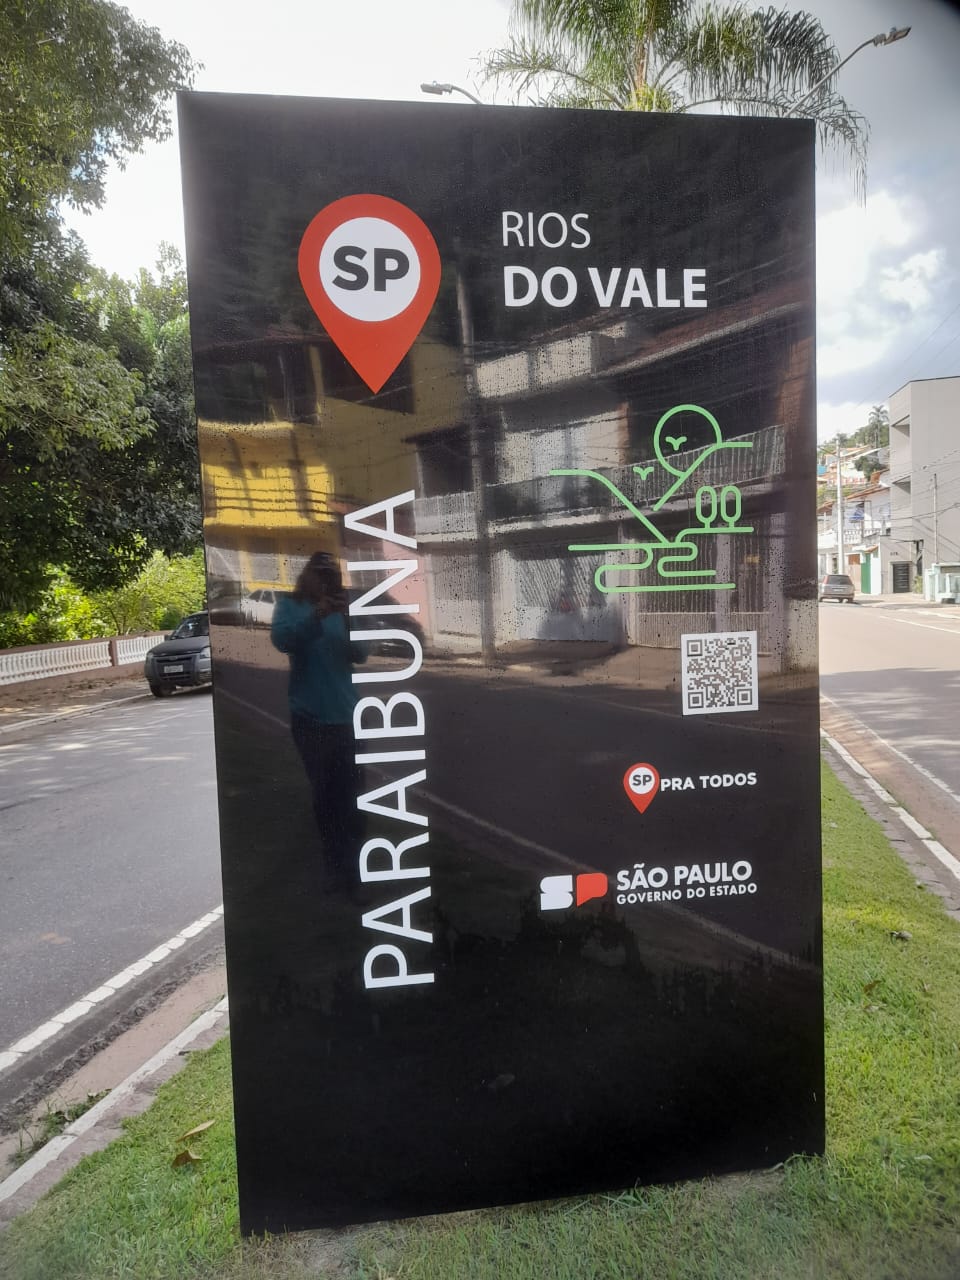 SP
RIOS
DO VALE
PARAIBUNA
SP PRA TODOS
SP SÃO PAULO
GOVERNO DO ESTADO